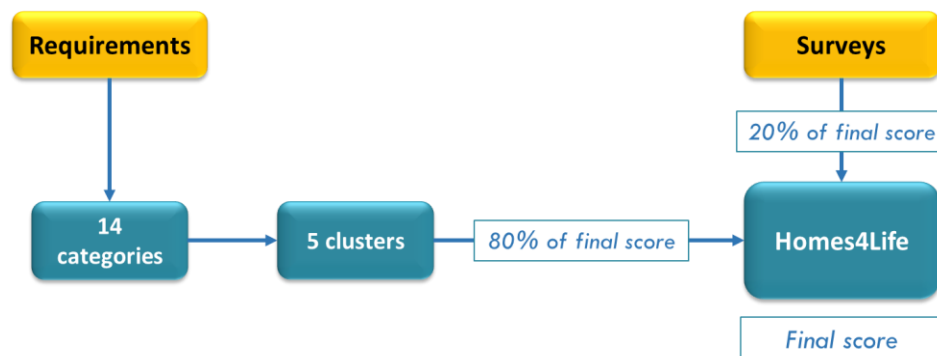 Requirements
Surveys
20% of final score
14
categories
5 clusters
80% of final score
Homes4Life
Final score